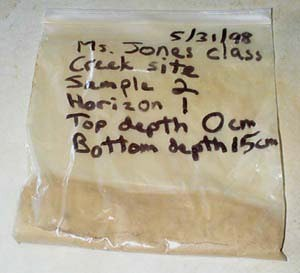 5/31/98
Ms. Jones class
Creek site
Sample 2
Horizon 1
Top depth 0cm
Bottom depth 15cm